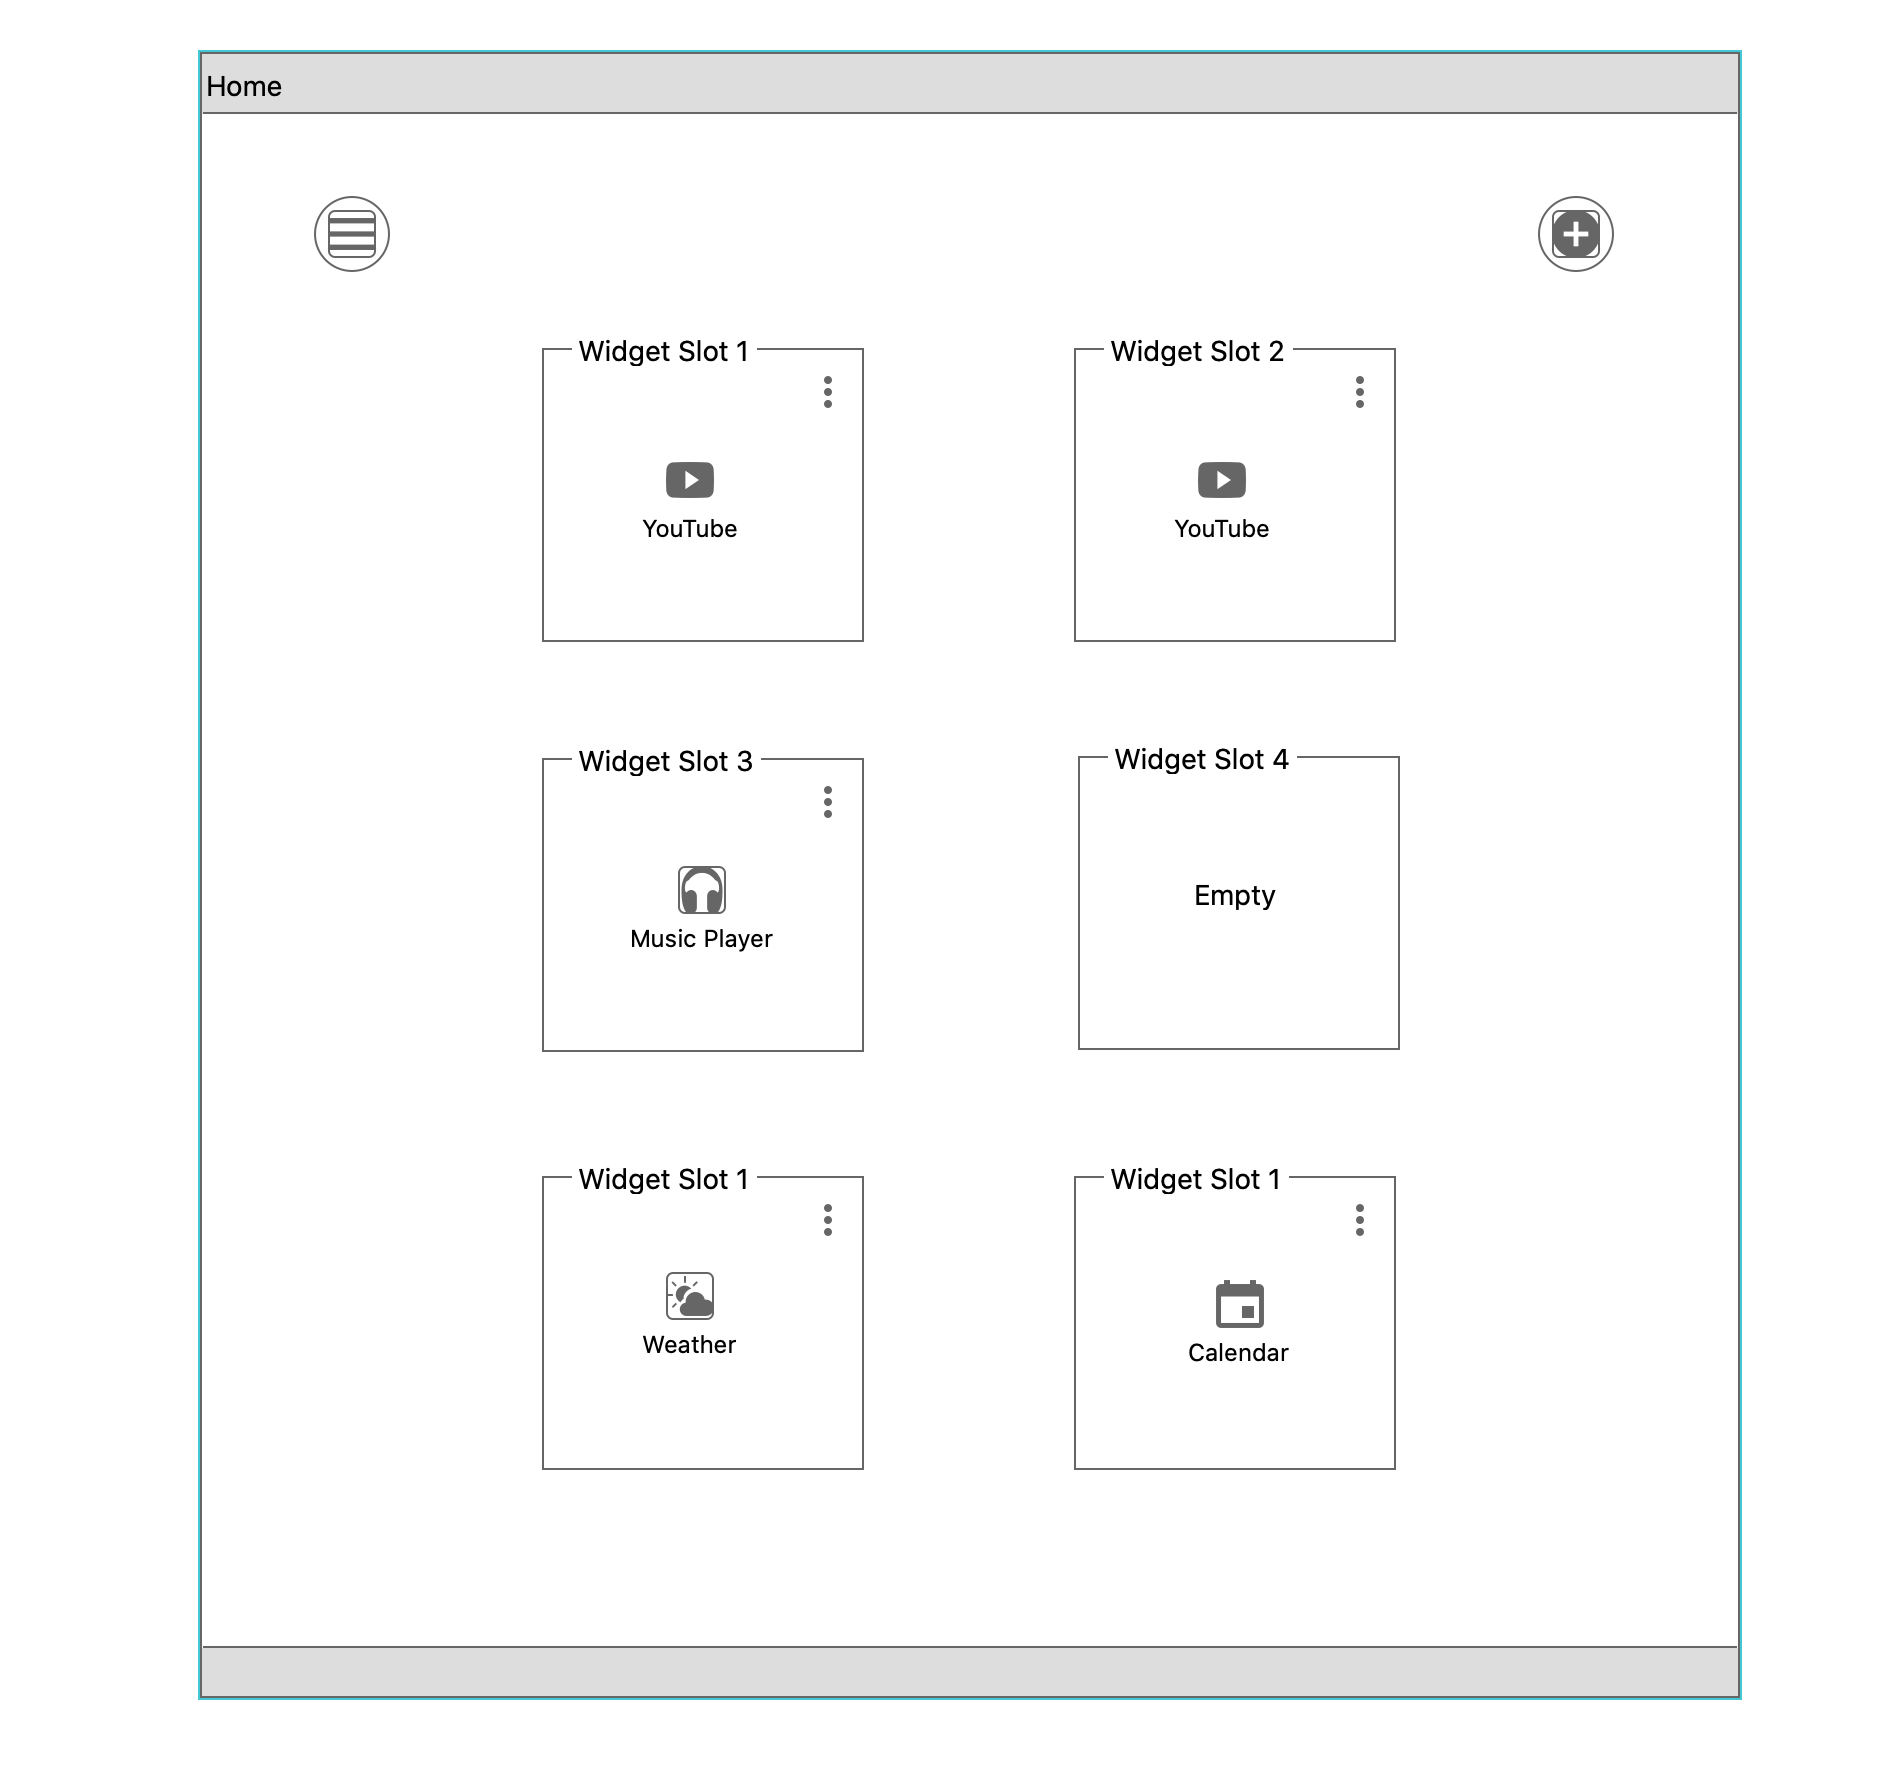 Home
Widget Slot 1
Widget Slot 2
YouTube
YouTube
Widget Slot 3
Widget Slot 4
Empty
Music Player
Widget Slot 1
Widget Slot 1
Weather
Calendar